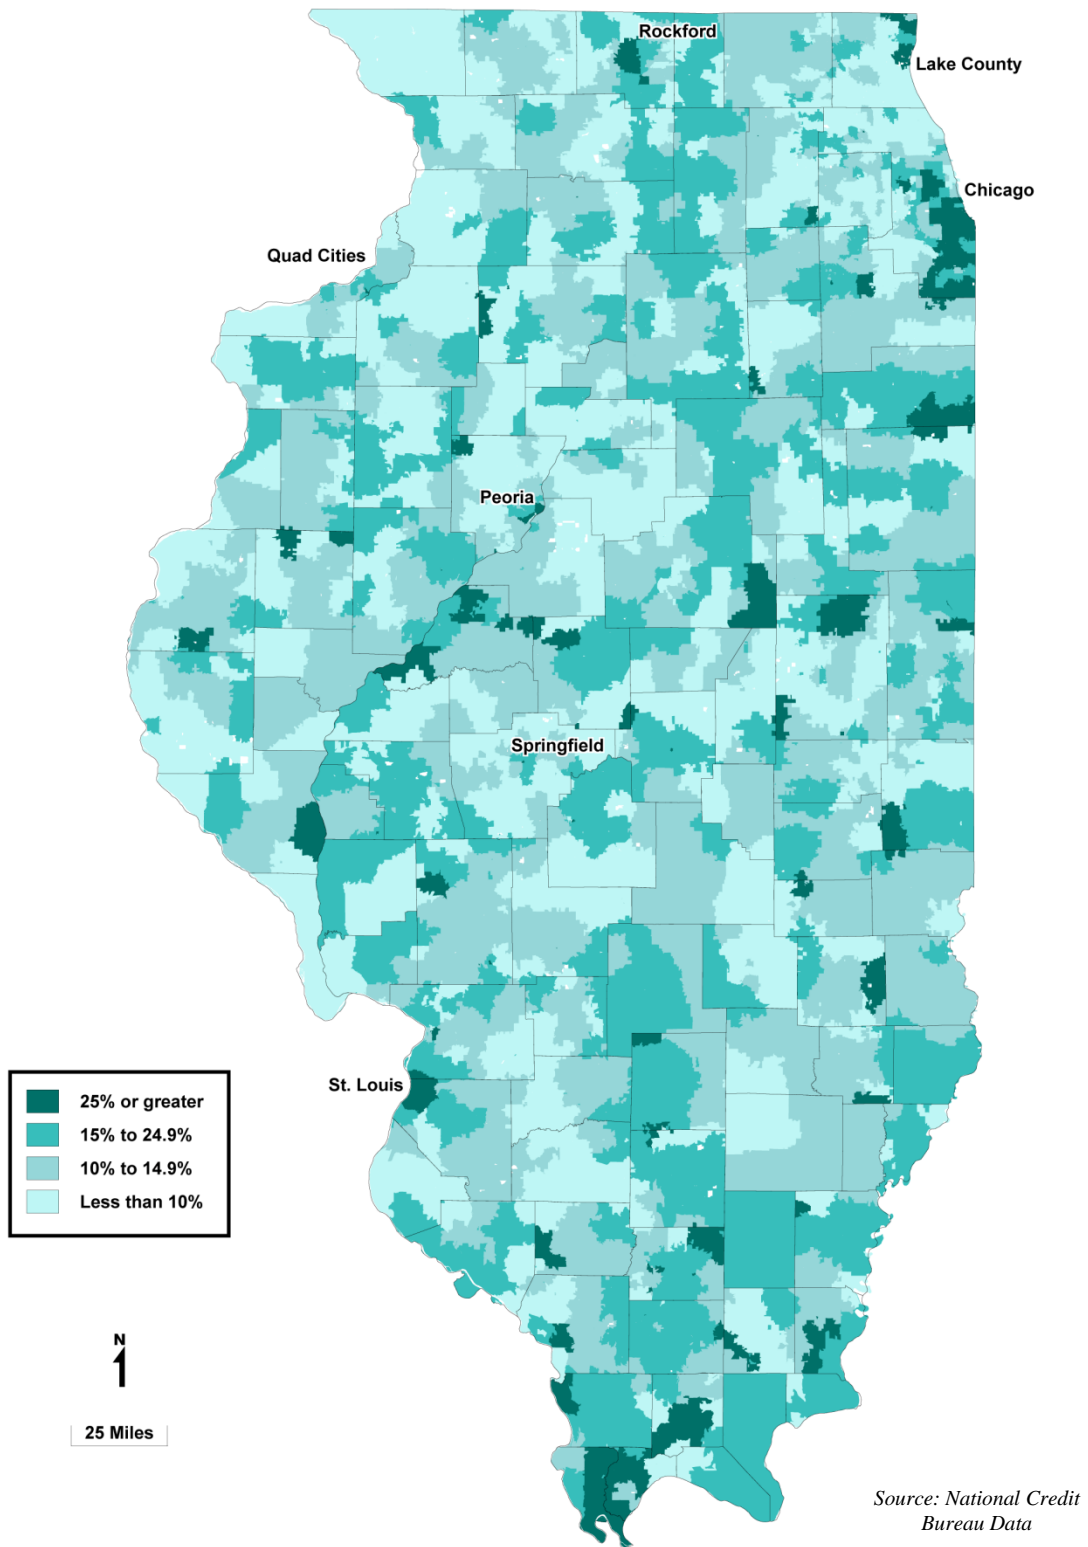 Rockford
Lake County
Chicago
Quad Cities
Peoria
Springfield
St. Louis
25% or greater
15% to 24.9%
10% to 14.9%
Less than 10%
N
25 Miles
Source: National Credit
Bureau Data